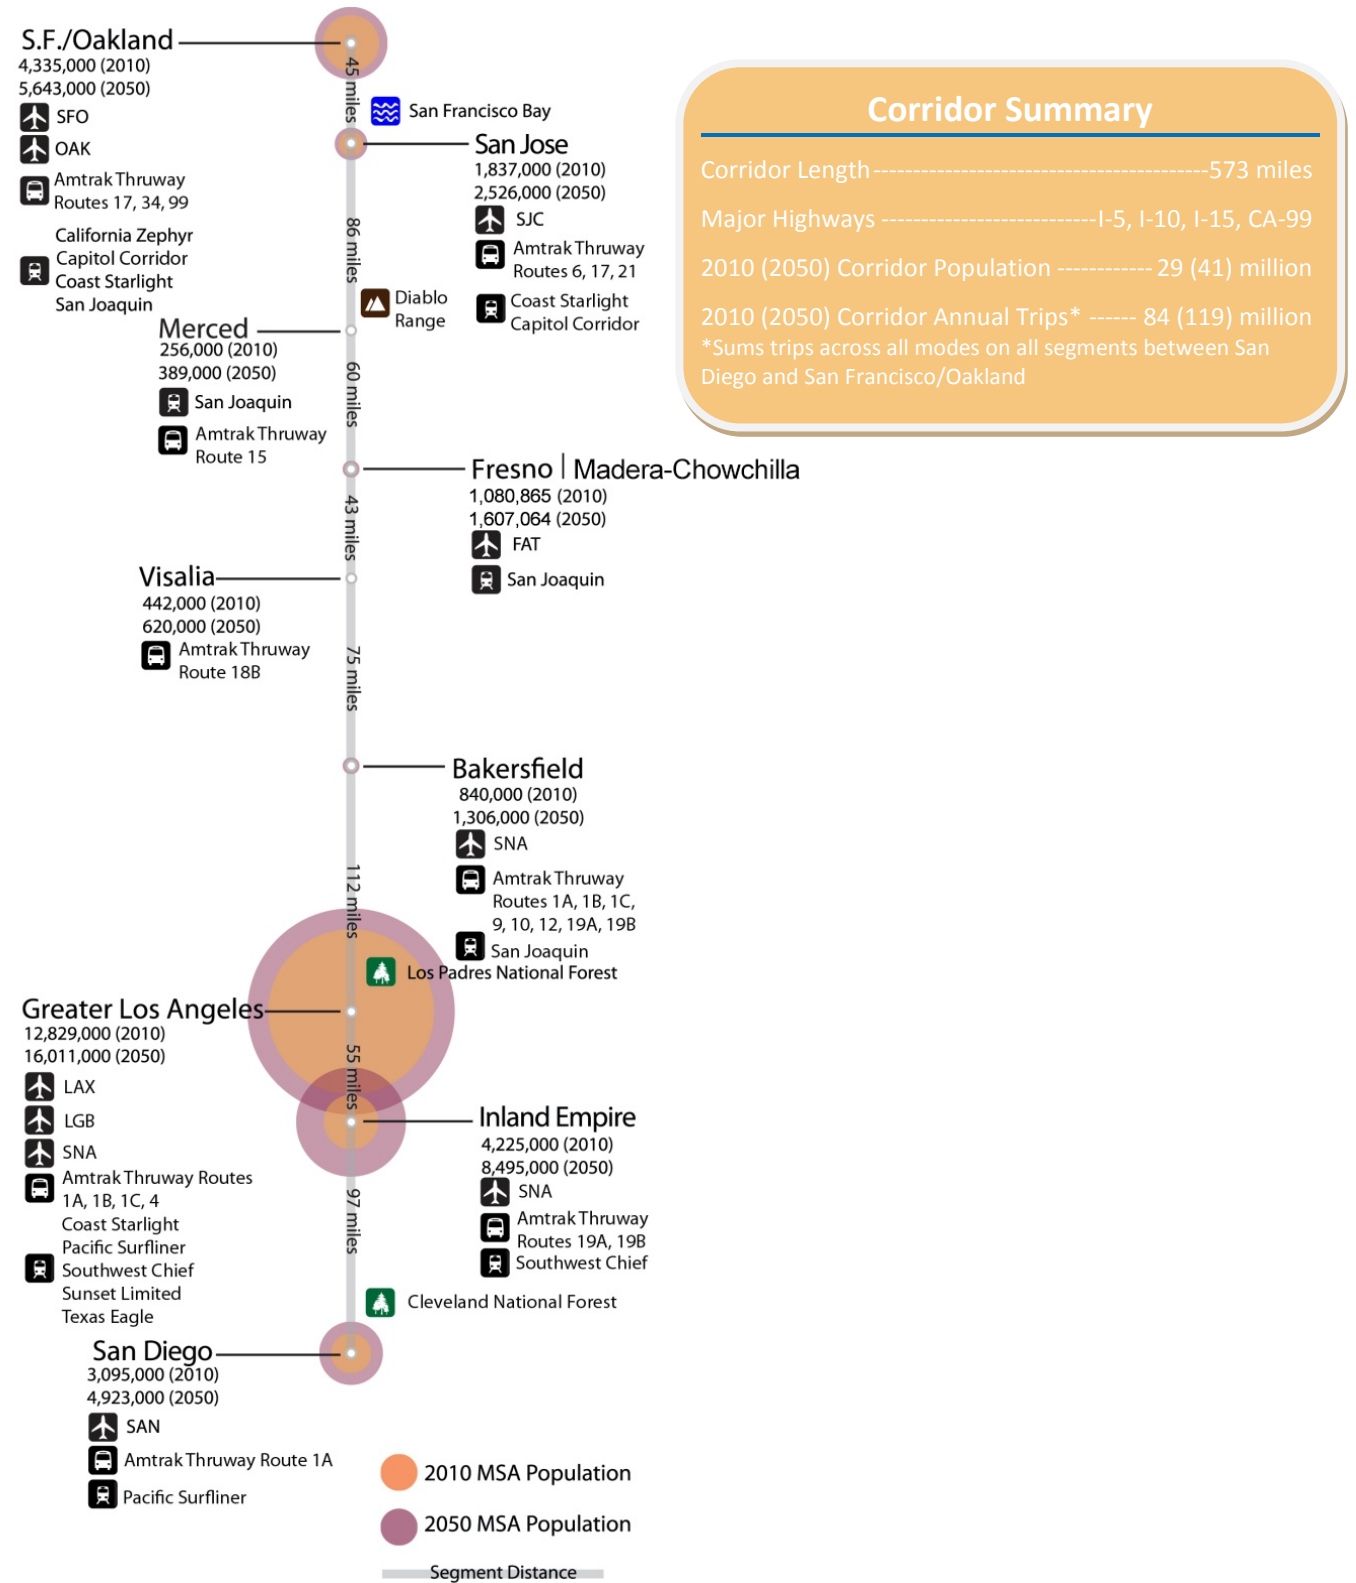 S.F./Oakland
4,335,000 (2010)
5,643,000 (2050)
SFO
OAK
Amtrak Thruway
Routes 17, 34, 99
California Zephyr
Capitol Corridor
Coast Starlight
San Joaquin
45 miles
San Francisco Bay
San Jose
1,837,000 (2010)
2,526,000 (2050)
SJC
Amtrak Thruway
Routes 6, 17, 21
Coast Starlight
Capitol Corridor
86 miles
Diablo
Range
Corridor Summary
Corridor Length------------------------------------------573 miles
Major Highways ---------------------------I-5, I-10, I-15, CA-99
2010 (2050) Corridor Population ------------ 29 (41) million
2010 (2050) Corridor Annual Trips* ------ 84 (119) million
*Sums trips across all modes on all segments between San
Diego and San Francisco/Oakland
Merced
256,000 (2010)
389,000 (2050)
San Joaquin
Amtrak Thruway
Route 15
60 miles
Fresno | Madera-Chowchilla
1,080,865 (2010)
1,607,064 (2050)
FAT
San Joaquin
43 miles
Visalia
442,000 (2010)
620,000 (2050)
Amtrak Thruway
Route 18B
75 miles
Bakersfield
840,000 (2010)
1,306,000 (2050)
SNA
Amtrak Thruway
Routes 1A, 1B, 1C,
9, 10, 12, 19A, 19B
San Joaquin
112 miles
Los Padres National Forest
Greater Los Angeles
12,829,000 (2010)
16,011,000 (2050)
LAX
LGB
SNA
Amtrak Thruway Routes
1A, 1B, 1C, 4
Coast Starlight
Pacific Surfliner
Southwest Chief
Sunset Limited
Texas Eagle
55 miles
Inland Empire
4,225,000 (2010)
8,495,000 (2050)
SNA
Amtrak Thruway
Routes 19A, 19B
Southwest Chief
97 miles
Cleveland National Forest
San Diego
3,095,000 (2010)
4,923,000 (2050)
SAN
Amtrak Thruway Route 1A
Pacific Surfliner
2010 MSA Population
2050 MSA Population
Segment Distance